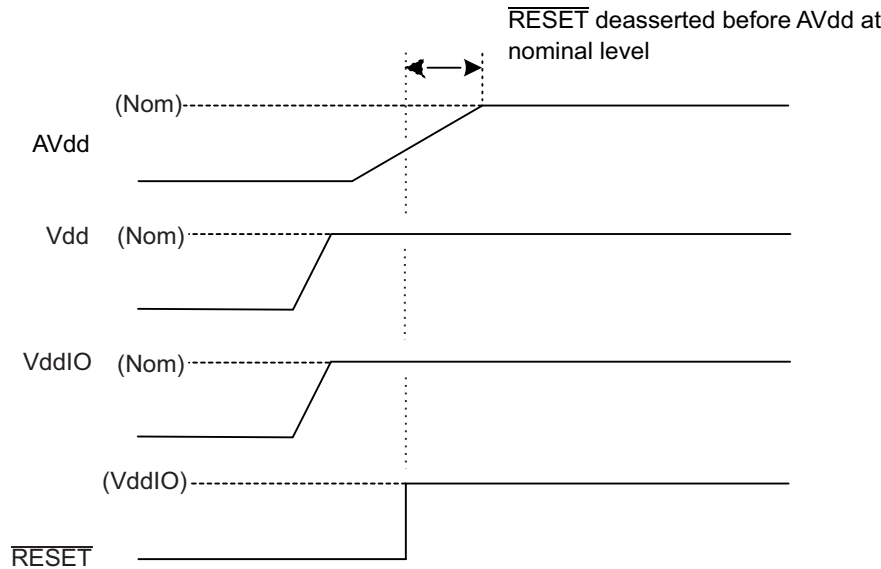 RESET deasserted before AVdd at
nominal level
(Nom)
AVdd
Vdd (Nom)
VddIO (Nom)
(VddIO)
RESET